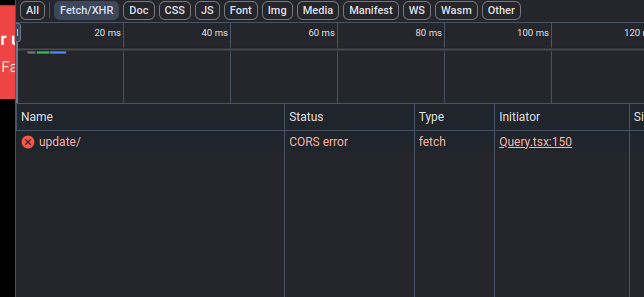 All Fetch/XHR Doc CSS JS Font Img Media Manifest WS Wasm Other
20 ms 40 ms 60 ms 80 ms 100 ms 120
r u
Fa
Name Status Type Initiator Si
update/ CORS error fetch Query.tsx:150